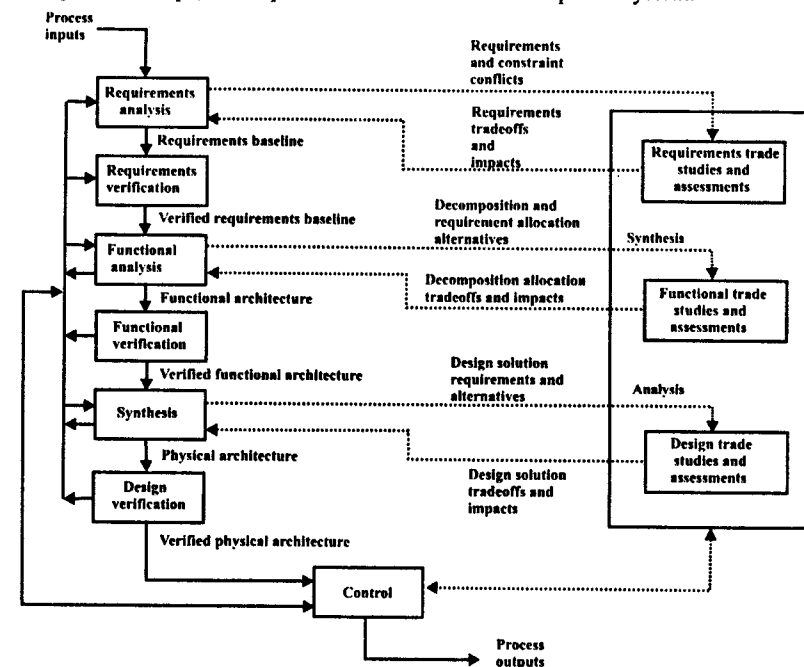 Process
inputs
Requirements
and constraint
conflicts
Requirements
analysis
Requirements
tradeoffs
and
impacts
Requirements baseline
Requirements trade
studies and
assessments
Requirements
verification
Decomposition and
requirement allocation
alternatives
Verified requirements baseline
Synthesis
Functional
analysis
Decomposition allocation
tradeoffs and impacts
Functional trade
studies and
assessments
Functional architecture
Functional
verification
Design solution
requirements and
alternatives
Verified functional architecture
Analysis
Synthesis
Design trade
studies and
assessments
Physical architecture
Design solution
tradeoffs and
impacts
Design
verification
Verified physical architecture
Control
Process
outputs